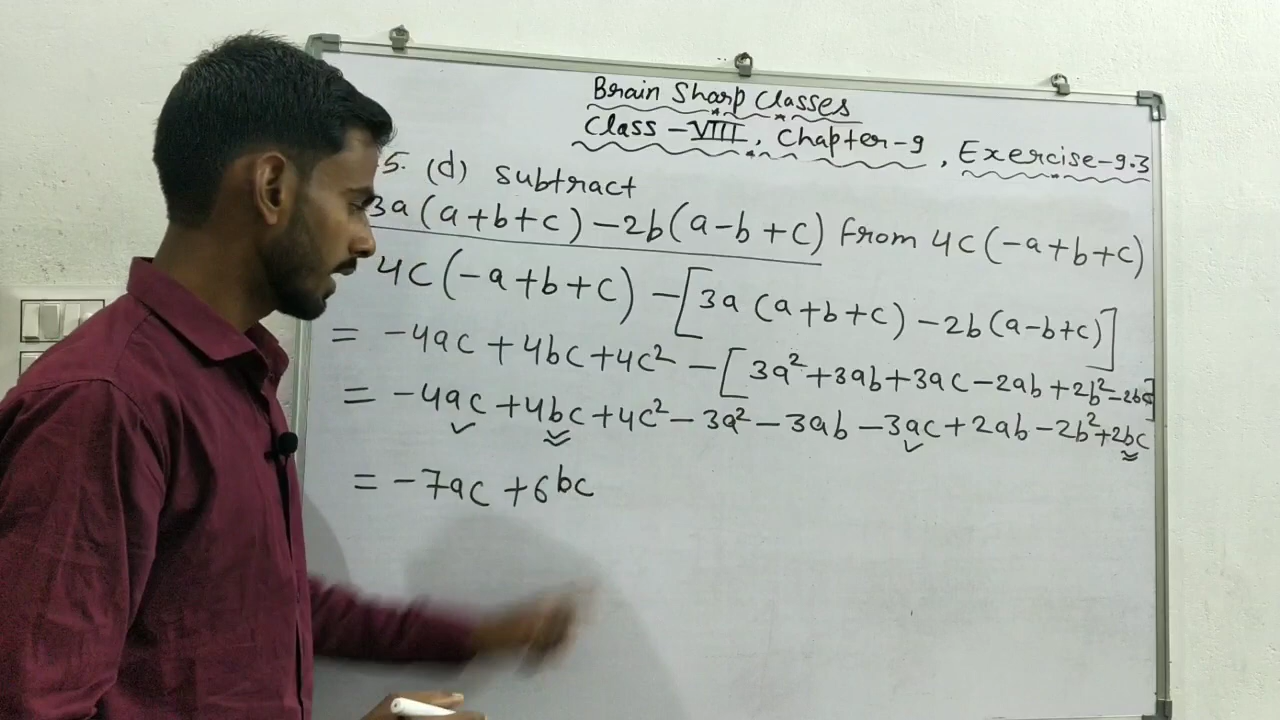 Brain Sharp Classes
Class - VIII, Chapter - 9, Exercise - 9.3
5. (d) subtract
3a(a+b+c) - 2b(a-b+c) from 4c(-a+b+c)
4c(-a+b+c) - [3a(a+b+c) - 2b(a-b+c)]
= -4ac + 4bc + 4c² - [3a² + 3ab + 3ac - 2ab + 2b² - 2bc]
= -4ac + 4bc + 4c² - 3a² - 3ab - 3ac + 2ab - 2b² + 2bc
= -7ac + 6bc